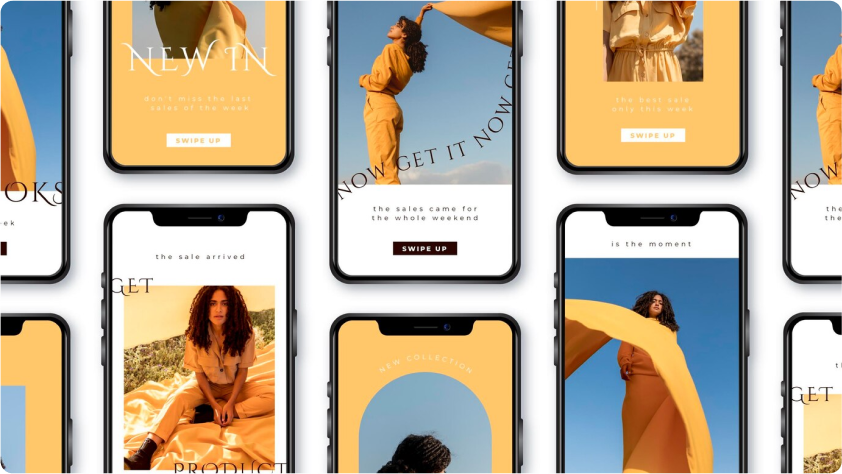 OOKS
eek
NEW IN
don't miss the last
sales of the week
SWIPE UP
the sale arrived
GET
PRODUCT
NOW GET IT NOW GET
the sales came for
the whole weekend
SWIPE UP
NEW COLLECTION
the best sale
only this week
SWIPE UP
is the moment
NOW
the
th
GET